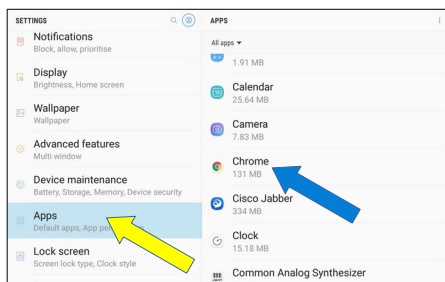 SETTINGS
Notifications
Block, allow, prioritise
Display
Brightness, Home screen
Wallpaper
Wallpaper
Advanced features
Multi window
Device maintenance
Battery, Storage, Memory, Device security
Apps
Default apps, App per
Lock screen
Screen lock type, Clock style
APPS
All apps
1.91 MB
Calendar
25.64 MB
Camera
7.83 MB
Chrome
131 MB
Cisco Jabber
334 MB
Clock
15.18 MB
Common Analog Synthesizer